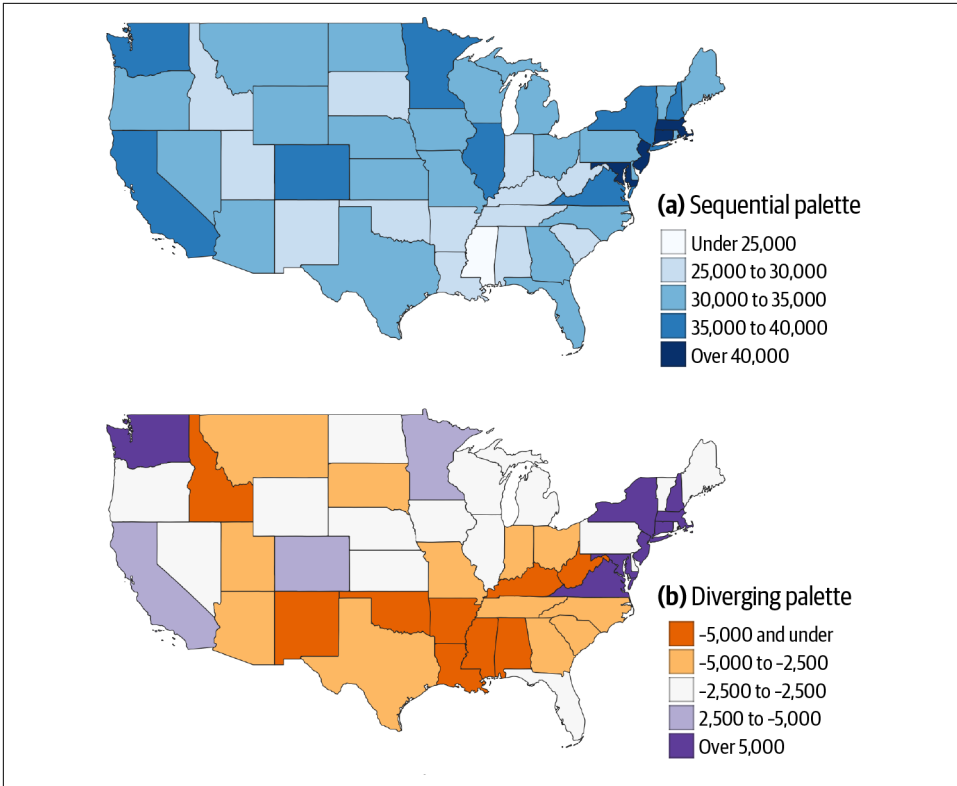 (a) Sequential palette
Under 25,000
25,000 to 30,000
30,000 to 35,000
35,000 to 40,000
Over 40,000
(b) Diverging palette
–5,000 and under
–5,000 to –2,500
–2,500 to –2,500
2,500 to –5,000
Over 5,000